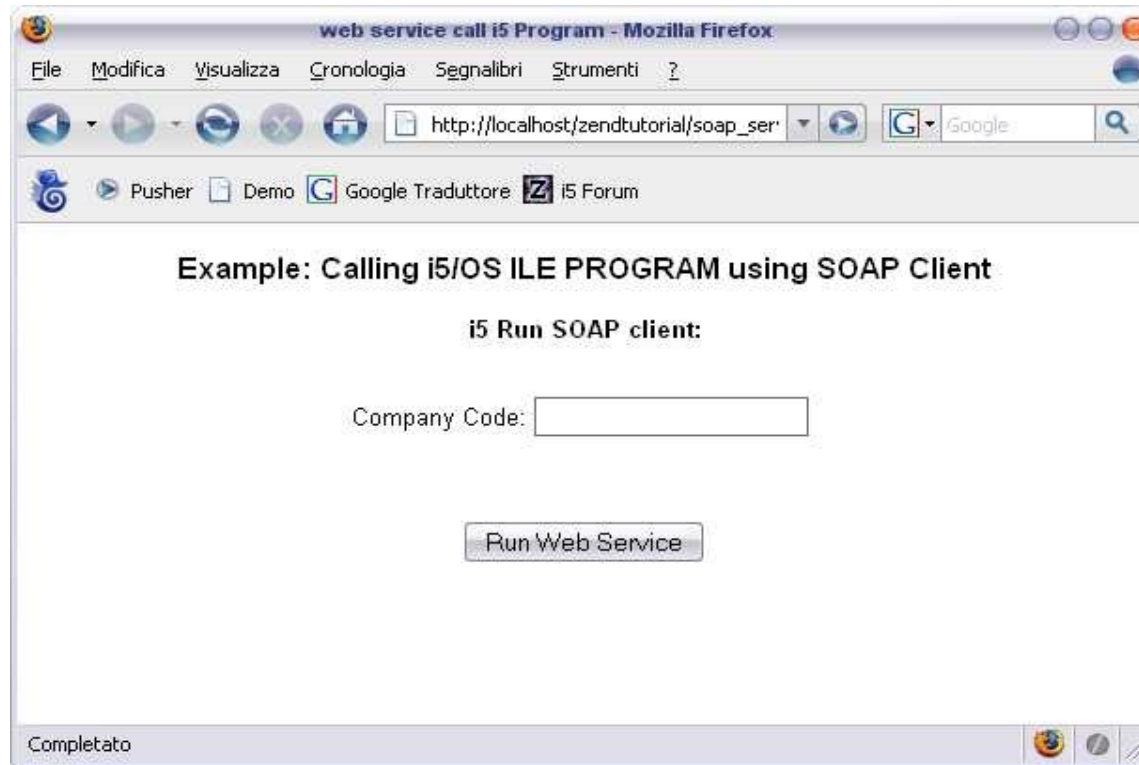 web service call i5 Program - Mozilla Firefox
File Modifica Visualizza Cronologia Segnalibri Strumenti ?
http://localhost/zendtutorial/soap_ser G Google
Pusher Demo G Google Traduttore Z i5 Forum
Example: Calling i5/OS ILE PROGRAM using SOAP Client
i5 Run SOAP client:
Company Code:
Run Web Service
Completato